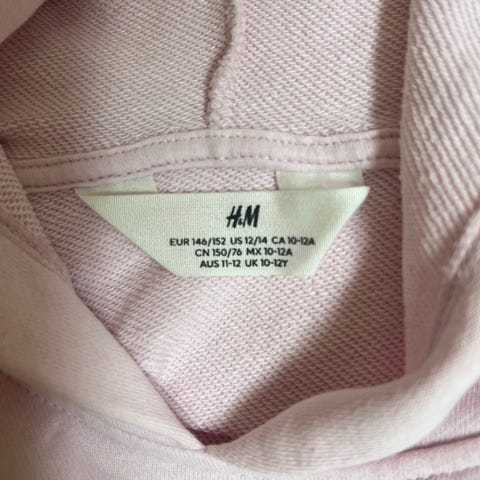 H&M
EUR 146/152 US 12/14 CA 10-12A
CN 150/76 MX 10-12A
AUS 11-12 UK 10-12Y